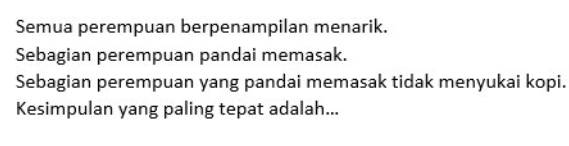 Semua perempuan berpenampilan menarik.
Sebagian perempuan pandai memasak.
Sebagian perempuan yang pandai memasak tidak menyukai kopi.
Kesimpulan yang paling tepat adalah...